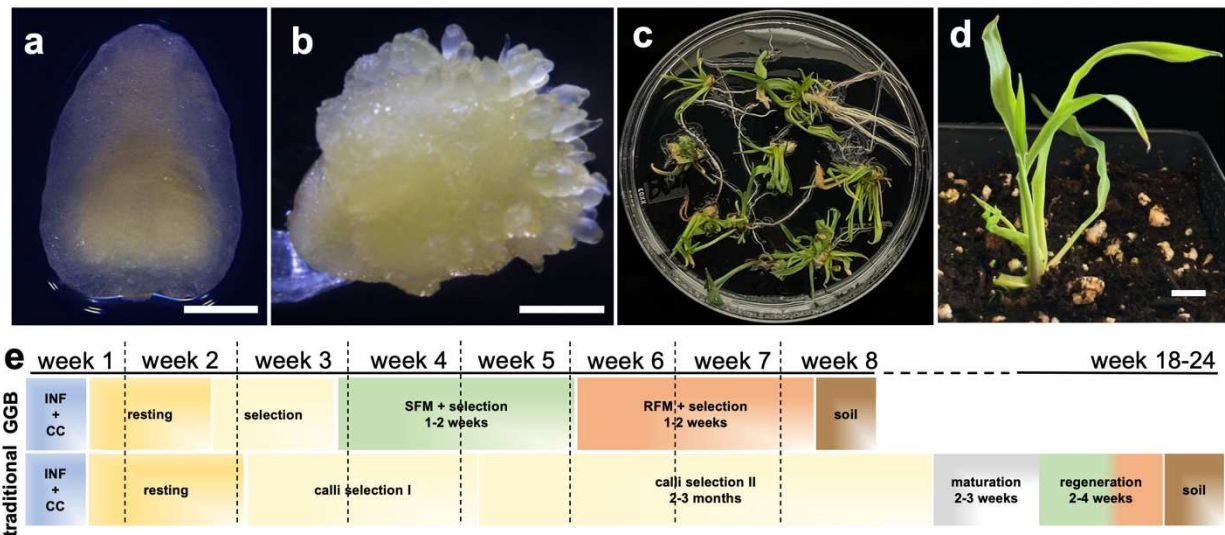 a
b
c
d
e
week 1
week 2
week 3
week 4
week 5
week 6
week 7
week 8
week 18-24
GGB
INF
+
CC
resting
selection
SFM + selection
1-2 weeks
RFM + selection
1-2 weeks
soil
traditional
INF
+
CC
resting
calli selection I
calli selection II
2-3 months
maturation
2-3 weeks
regeneration
2-4 weeks
soil